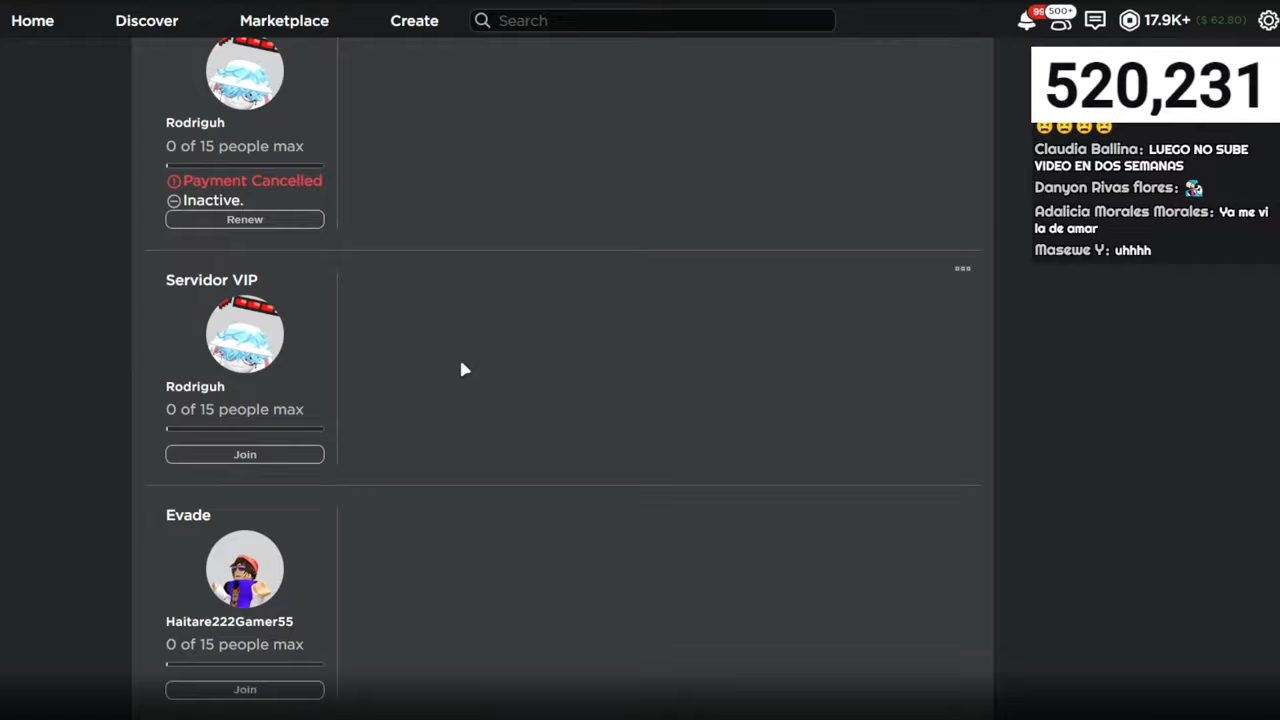 Home Discover Marketplace Create Search 99 500+ 17.9K+ ($ 62.80)
520,231
Rodriguh
0 of 15 people max
Payment Cancelled
Inactive.
Renew
Servidor VIP
Rodriguh
0 of 15 people max
Join
Evade
Haitare222Gamer55
0 of 15 people max
Join
Claudia Ballina: LUEGO NO SUBE
VIDEO EN DOS SEMANAS
Danyon Rivas flores:
Adalicia Morales Morales: Ya me vi
la de amar
Masewe Y: uhhhh